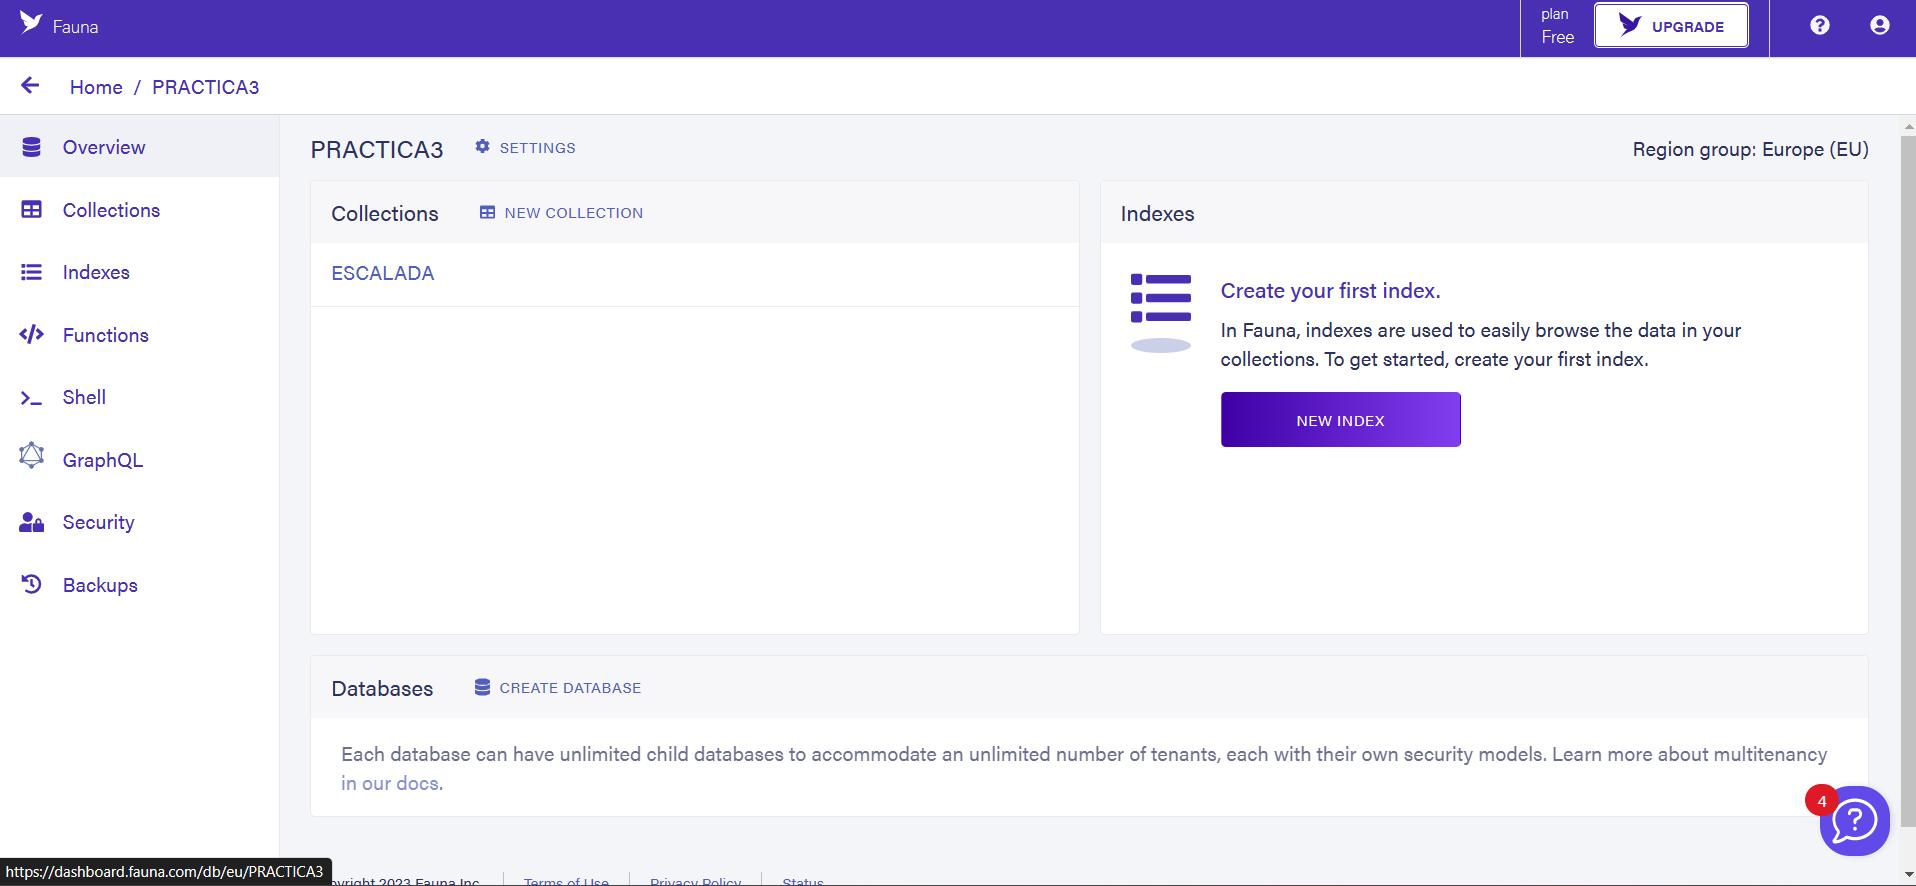 Fauna
plan
Free
UPGRADE
Home / PRACTICA3
Overview
Collections
Indexes
Functions
Shell
GraphQL
Security
Backups
PRACTICA3
SETTINGS
Region group: Europe (EU)
Collections
NEW COLLECTION
ESCALADA
Indexes
Create your first index.
In Fauna, indexes are used to easily browse the data in your
collections. To get started, create your first index.
NEW INDEX
Databases
CREATE DATABASE
Each database can have unlimited child databases to accommodate an unlimited number of tenants, each with their own security models. Learn more about multitenancy
in our docs.
4
https://dashboard.fauna.com/db/eu/PRACTICA3
yright 2023 Fauna Inc.
Terms of Use
Privacy Policy
Status